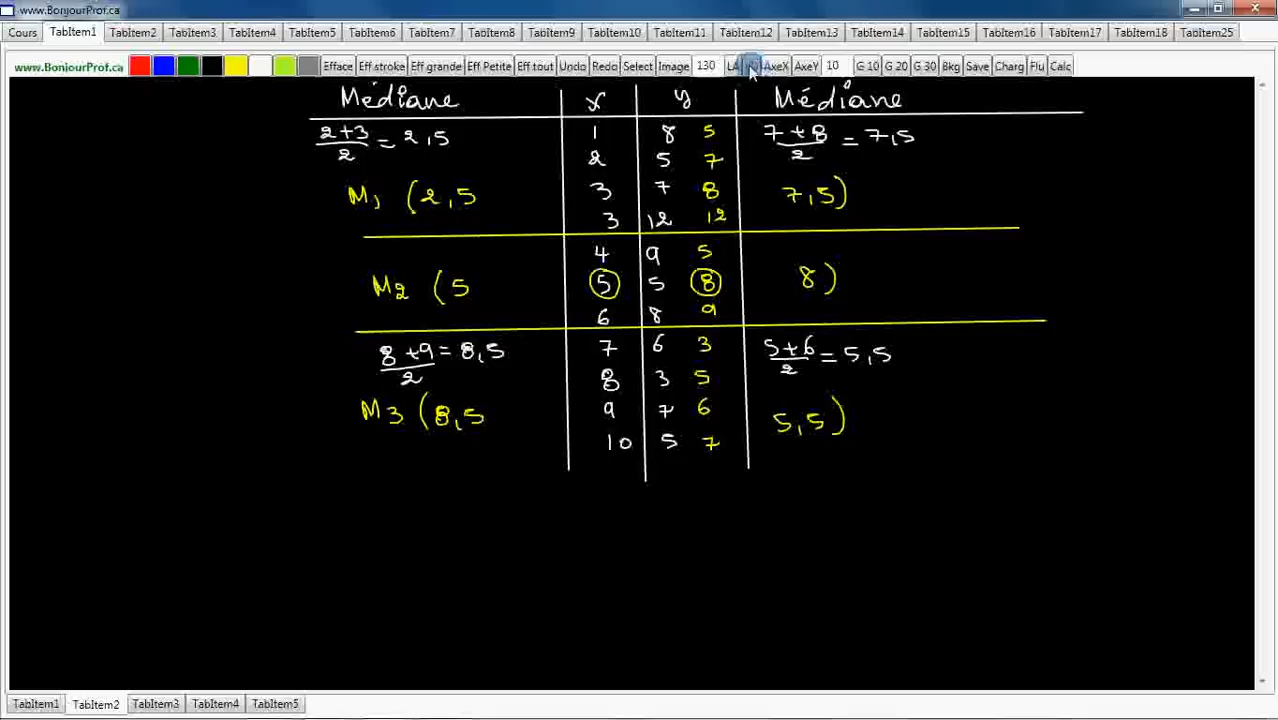 www.BonjourProf.ca
Cours TabItem1 TabItem2 TabItem3 TabItem4 TabItem5 TabItem6 TabItem7 TabItem8 TabItem9 TabItem10 TabItem11 TabItem12 TabItem13 TabItem14 TabItem15 TabItem16 TabItem17 TabItem18 TabItem25
www.BonjourProf.ca Efface Eff stroke Eff grande Eff Petite Eff tout Undo Redo Select Image 130 LA AxeX AxeY 10 G 10 G 20 G 30 Bkg Save Charg Flu Calc
Médiane x y Médiane
2+3/2 = 2,5 1 8 5 7+8/2 = 7,5
2 5 7
M1 (2,5 3 7 8 7,5)
3 12 12
4 9 5
M2 (5 5 5 8 8)
6 8 9
8+9/2 = 8,5 7 6 3 5+6/2 = 5,5
8 3 5
M3 (8,5 9 7 6 5,5)
10 5 7
TabItem1 TabItem2 TabItem3 TabItem4 TabItem5